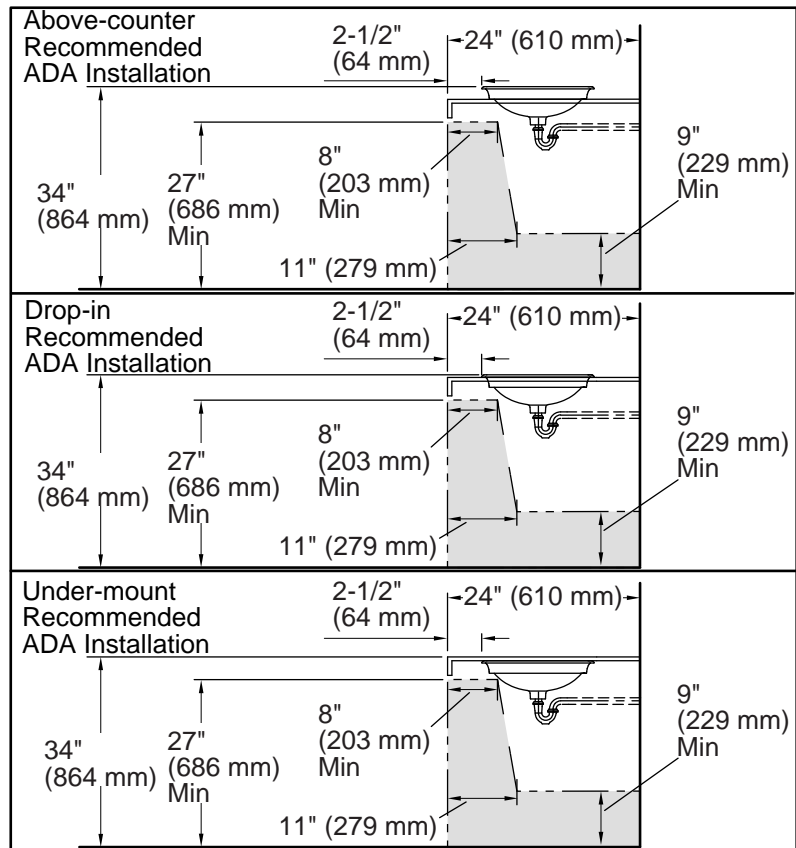 Above-counter
Recommended
ADA Installation
2-1/2"
(64 mm)
24" (610 mm)
34"
(864 mm)
27"
(686 mm)
Min
8"
(203 mm)
Min
9"
(229 mm)
Min
11" (279 mm)
Drop-in
Recommended
ADA Installation
2-1/2"
(64 mm)
24" (610 mm)
34"
(864 mm)
27"
(686 mm)
Min
8"
(203 mm)
Min
9"
(229 mm)
Min
11" (279 mm)
Under-mount
Recommended
ADA Installation
2-1/2"
(64 mm)
24" (610 mm)
34"
(864 mm)
27"
(686 mm)
Min
8"
(203 mm)
Min
9"
(229 mm)
Min
11" (279 mm)